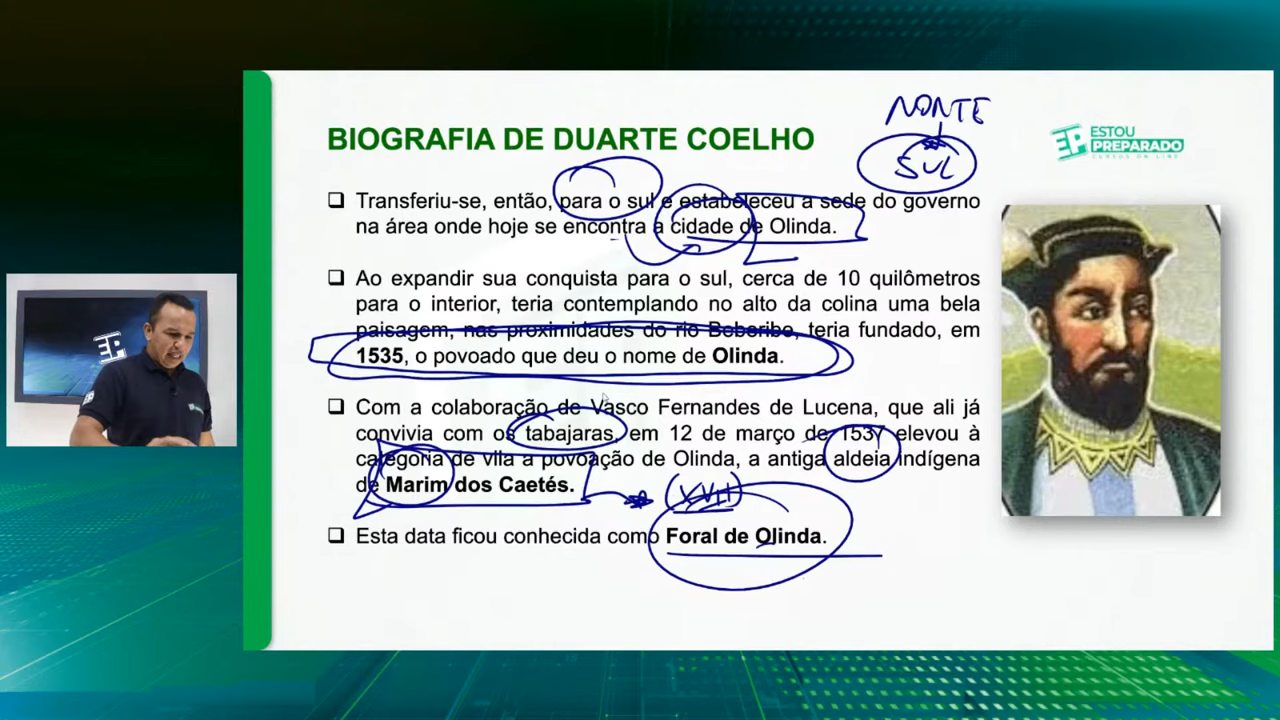 NORTE
BIOGRAFIA DE DUARTE COELHO
SUL
EP ESTOU
PREPARADO
CURSOS ON LINE
❑ Transferiu-se, então, para o sul e estabeleceu a sede do governo
na área onde hoje se encontra a cidade de Olinda.
❑ Ao expandir sua conquista para o sul, cerca de 10 quilômetros
para o interior, teria contemplando no alto da colina uma bela
paisagem, nas proximidades do rio Beberibe, teria fundado, em
1535, o povoado que deu o nome de Olinda.
❑ Com a colaboração de Vasco Fernandes de Lucena, que ali já
convivia com os tabajaras, em 12 de março de 1537 elevou à
categoria de vila a povoação de Olinda, a antiga aldeia indígena
de Marim dos Caetés.
(XVII)
❑ Esta data ficou conhecida como Foral de Olinda.